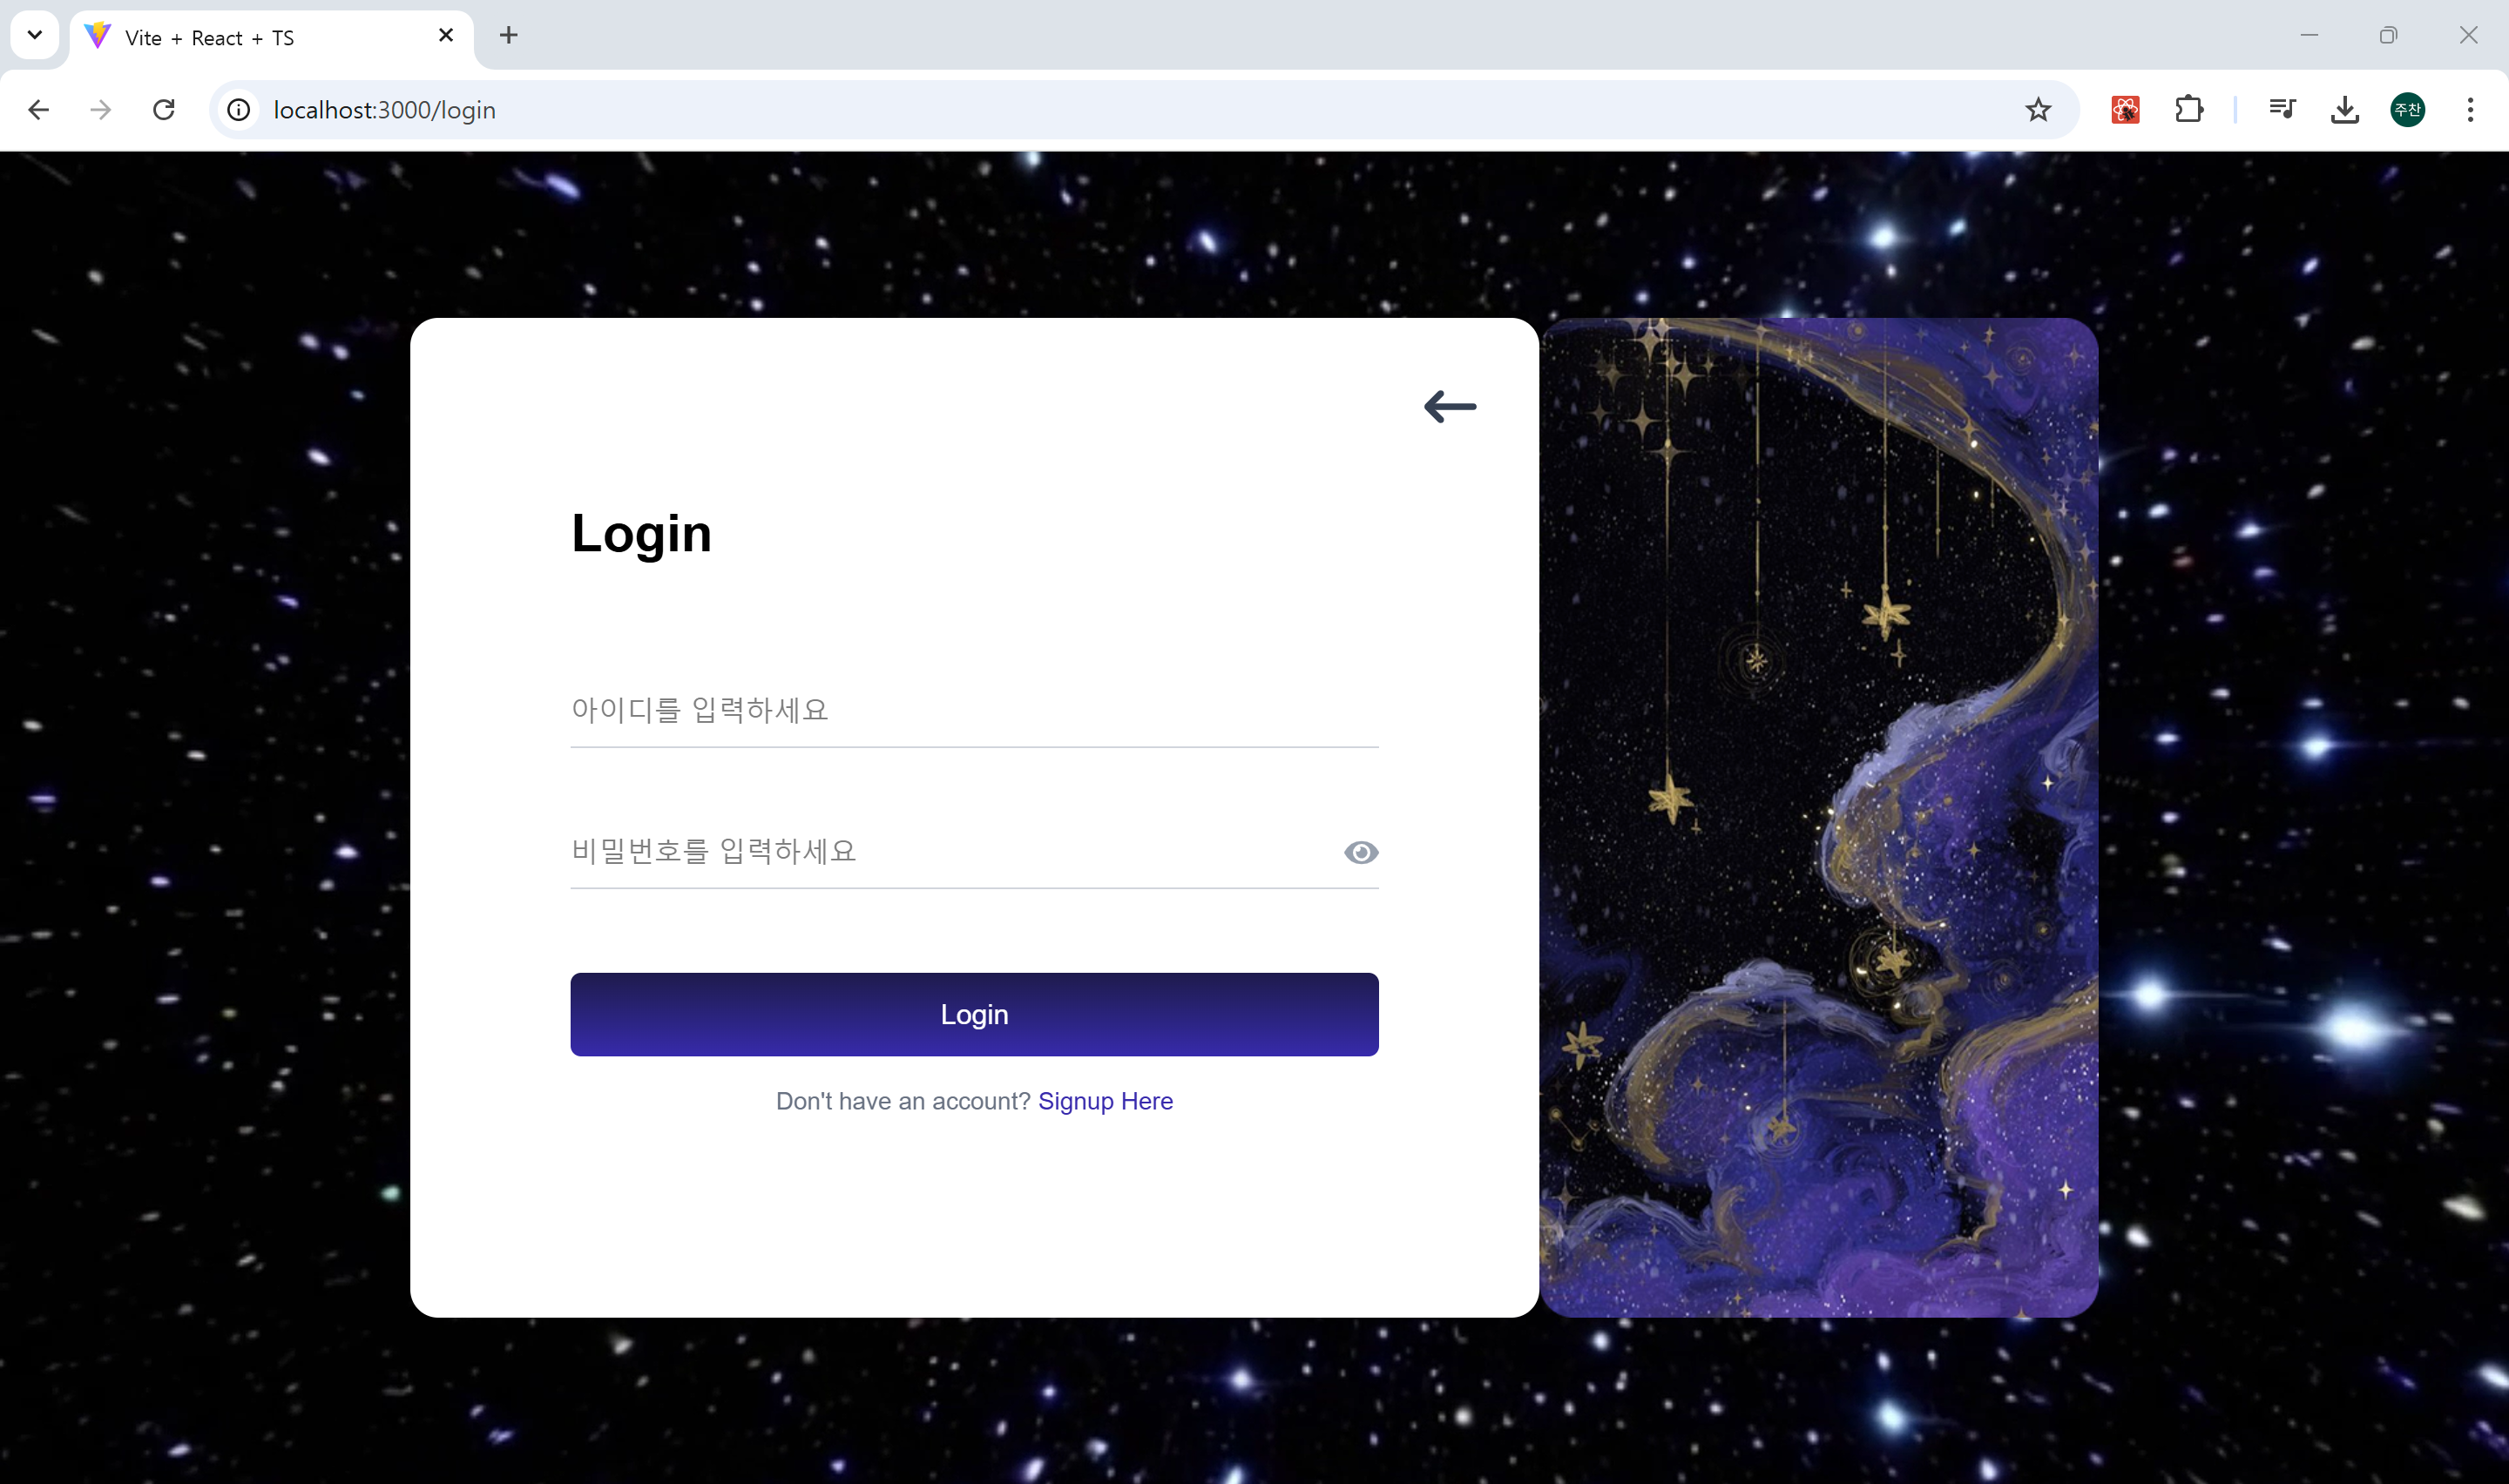 Vite + React + TS
localhost:3000/login
주찬
Login
아이디를 입력하세요
비밀번호를 입력하세요
Login
Don't have an account? Signup Here